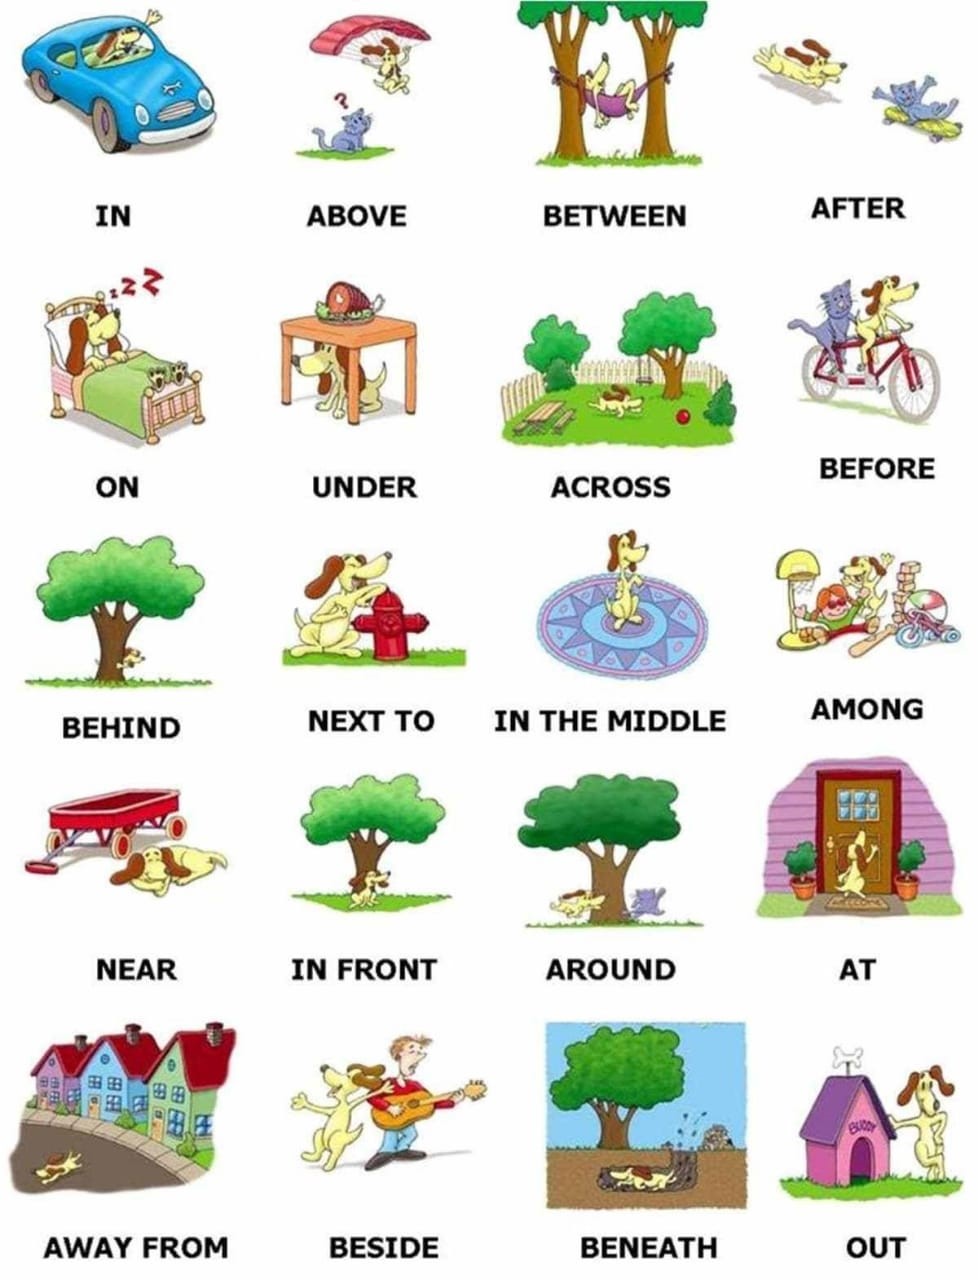 ?
IN
ABOVE
BETWEEN
AFTER
zZZ
ON
UNDER
ACROSS
BEFORE
BEHIND
NEXT TO
IN THE MIDDLE
AMONG
NEAR
IN FRONT
AROUND
WELCOME
AT
AWAY FROM
BESIDE
BENEATH
BUDDY
OUT